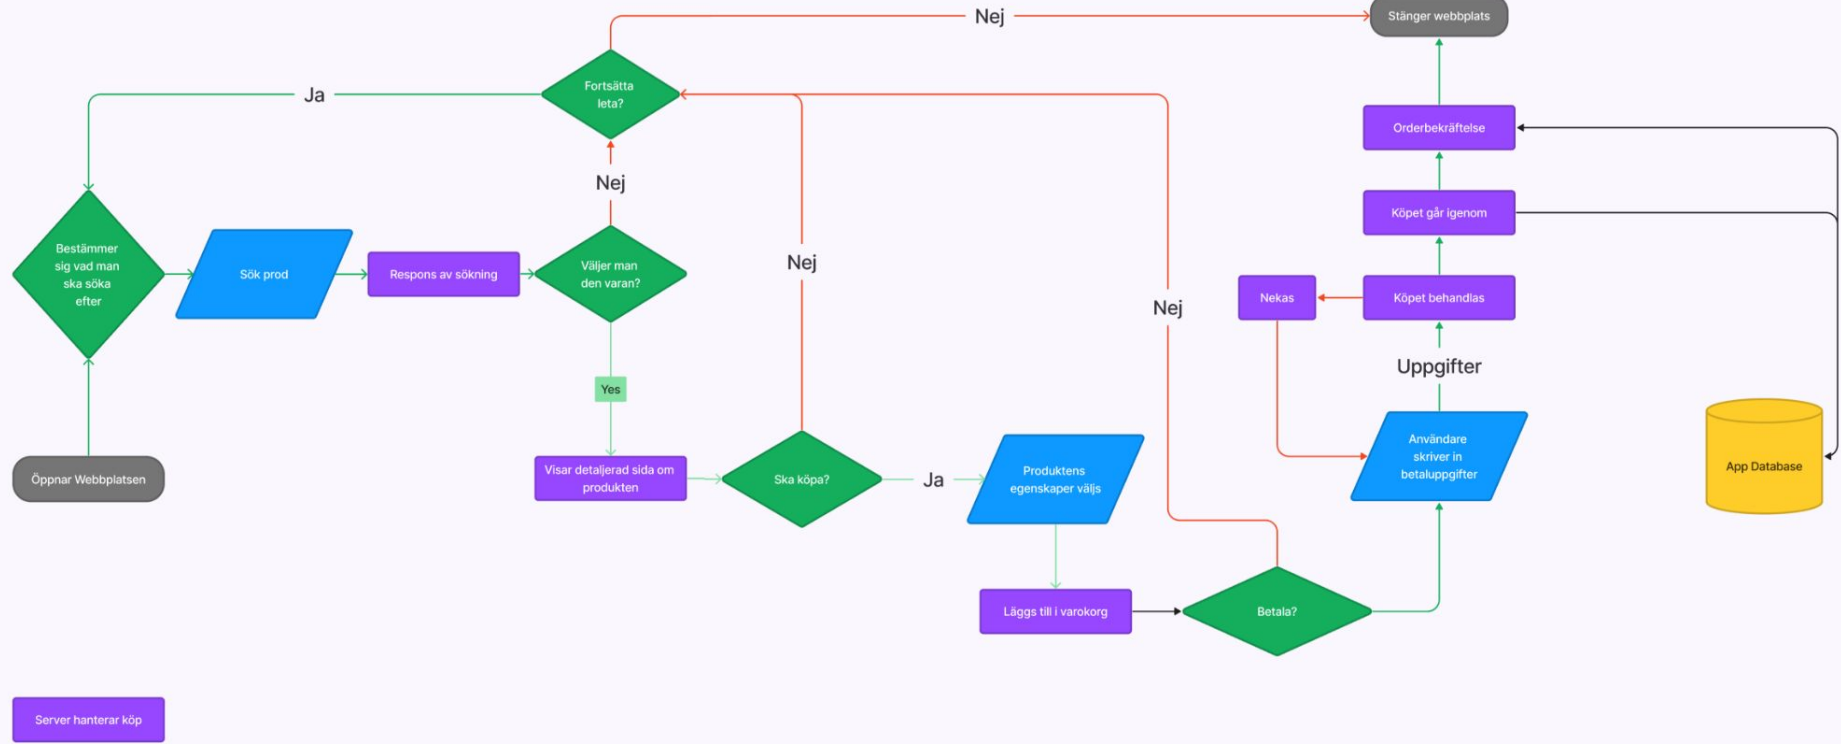 Nej
Stänger webbplats
Fortsätta
leta?
Ja
Orderbekräftelse
Nej
Köpet går igenom
Bestämmer
sig vad man
ska söka
efter
Sök prod
Respons av sökning
Väljer man
den varan?
Nej
Nekas
Köpet behandlas
Nej
Uppgifter
Yes
Användare
skriver in
betaluppgifter
App Database
Öppnar Webbplatsen
Visar detaljerad sida om
produkten
Ska köpa?
Ja
Produktens
egenskaper väljs
Läggs till i varokorg
Betala?
Server hanterar köp